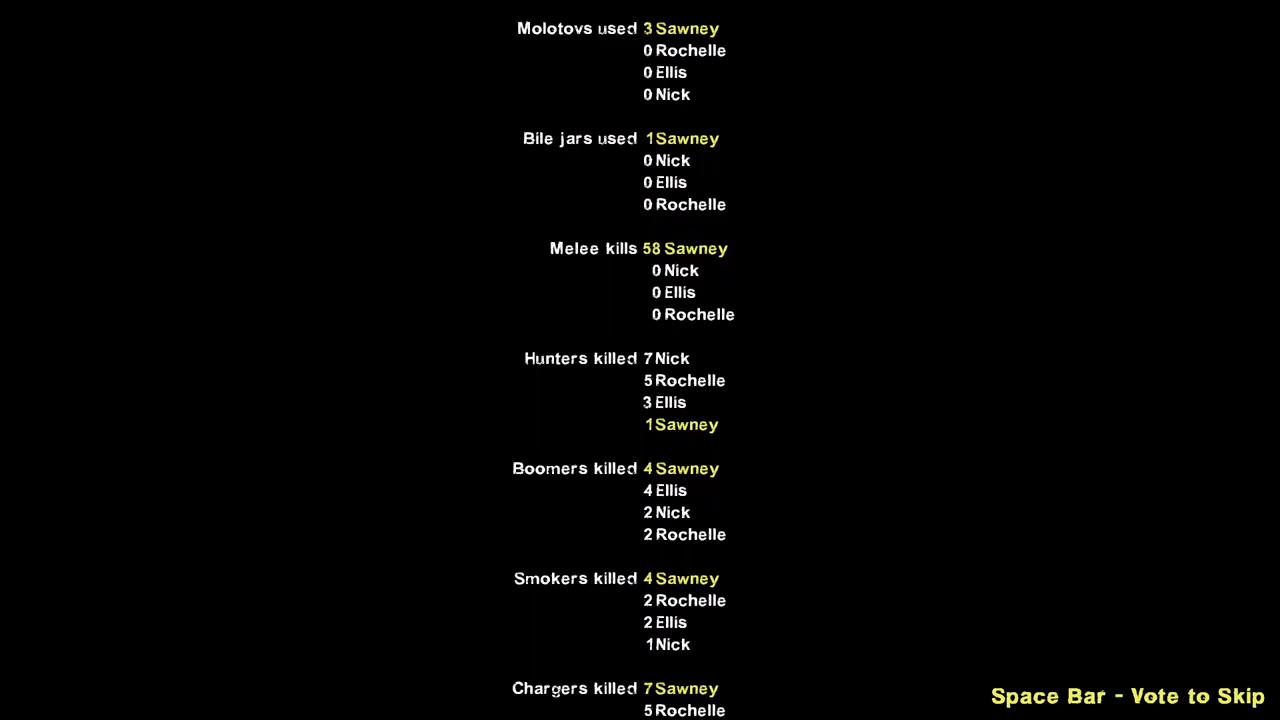 Molotovs used 3 Sawney
0 Rochelle
0 Ellis
0 Nick
Bile jars used 1 Sawney
0 Nick
0 Ellis
0 Rochelle
Melee kills 58 Sawney
0 Nick
0 Ellis
0 Rochelle
Hunters killed 7 Nick
5 Rochelle
3 Ellis
1 Sawney
Boomers killed 4 Sawney
4 Ellis
2 Nick
2 Rochelle
Smokers killed 4 Sawney
2 Rochelle
2 Ellis
1 Nick
Chargers killed 7 Sawney
5 Rochelle
Space Bar - Vote to Skip